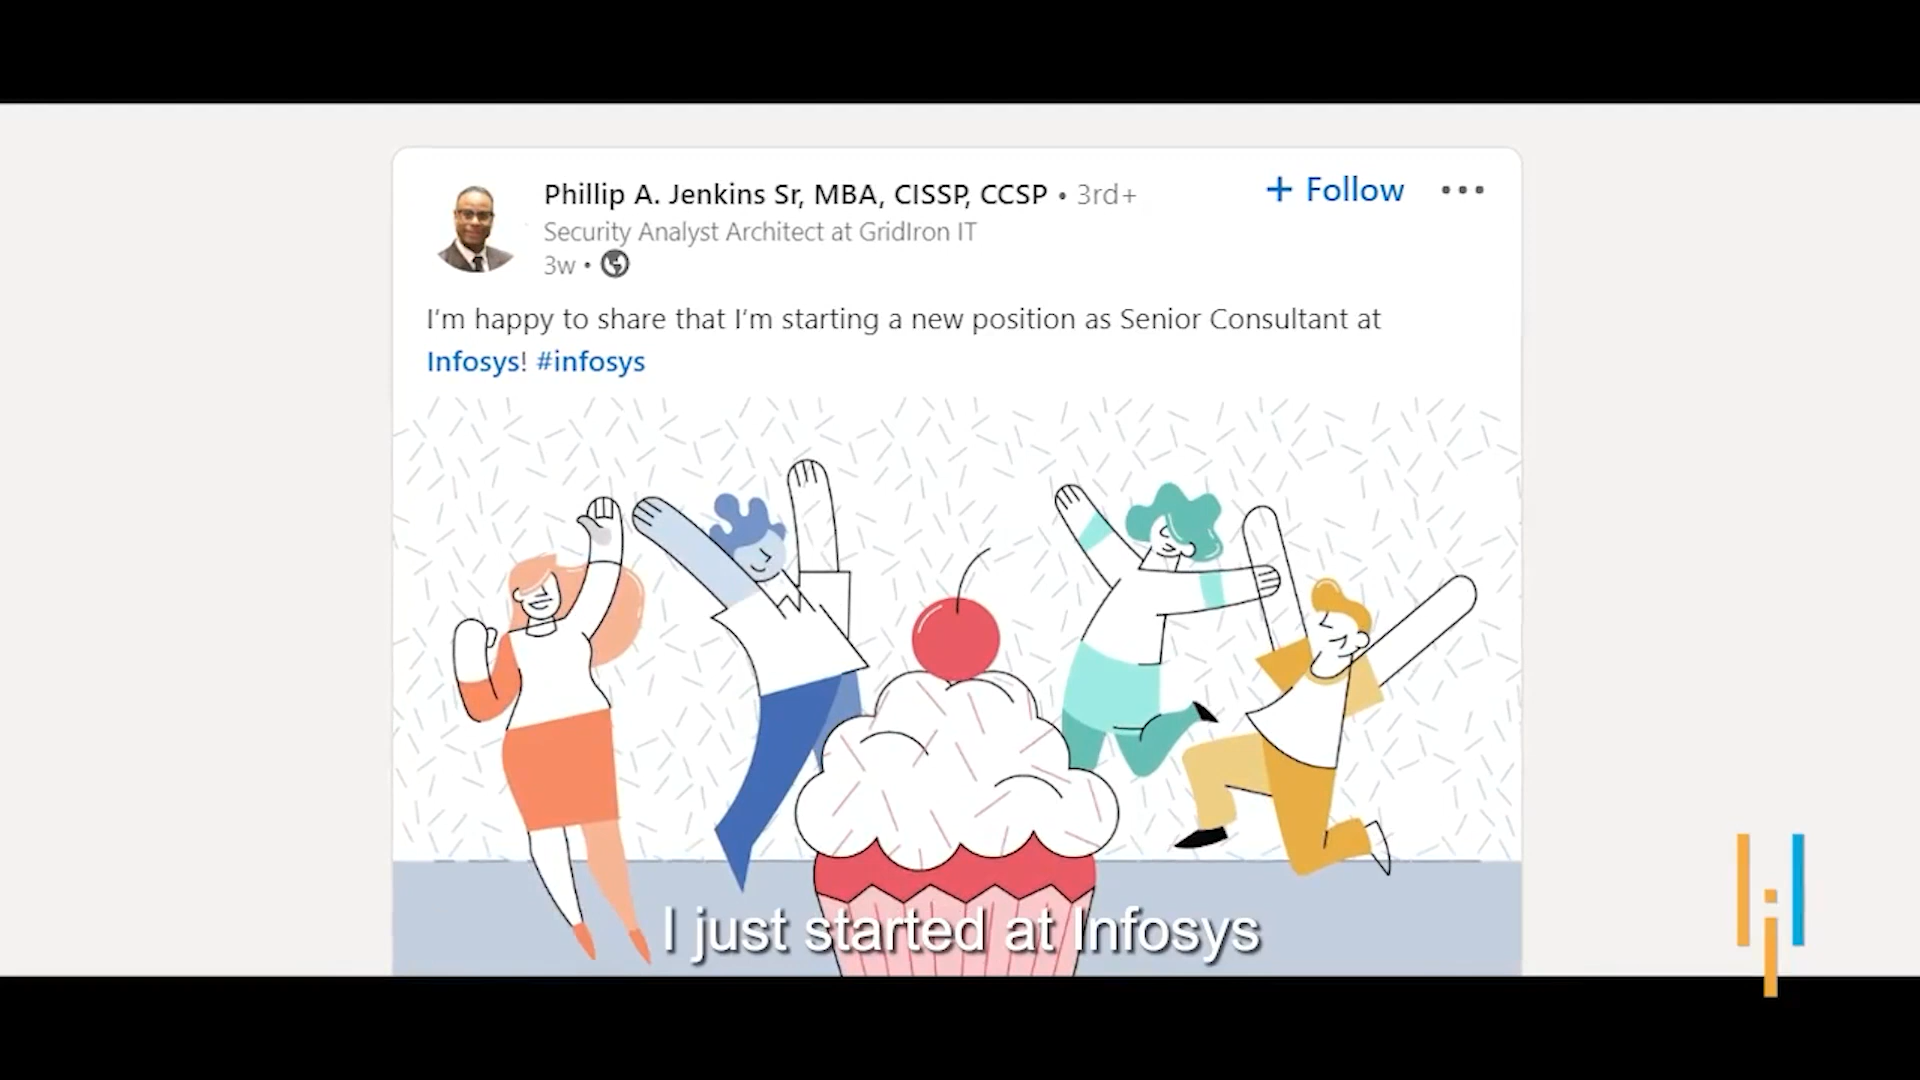 Phillip A. Jenkins Sr, MBA, CISSP, CCSP • 3rd+
+ Follow
Security Analyst Architect at GridIron IT
3w •
I'm happy to share that I'm starting a new position as Senior Consultant at
Infosys! #infosys
I just started at Infosys